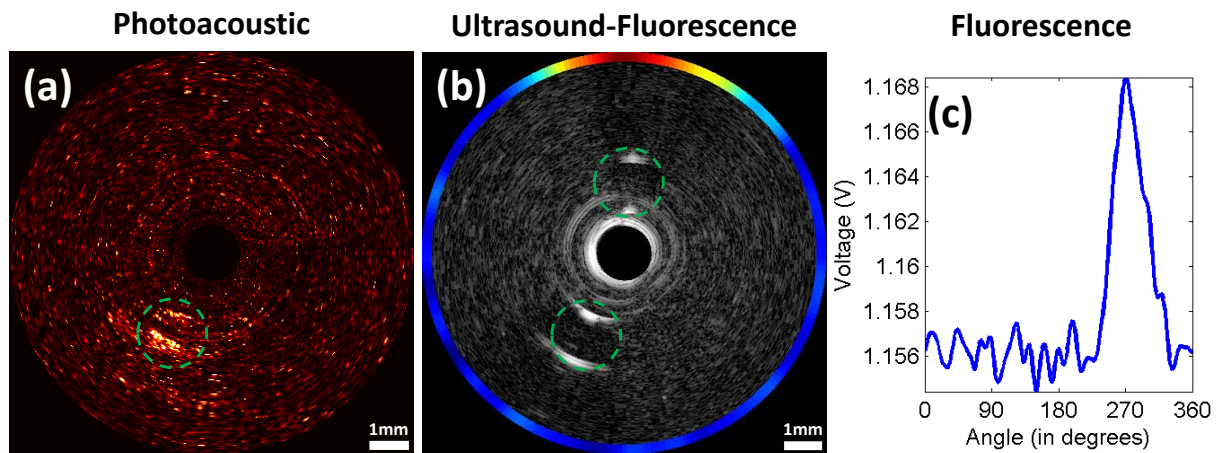 Photoacoustic
Ultrasound-Fluorescence
Fluorescence
(a)
1mm
(b)
1mm
(c)
1.168
1.166
1.164
1.162
1.16
1.158
1.156
Voltage (V)
0 90 180 270 360
Angle (in degrees)